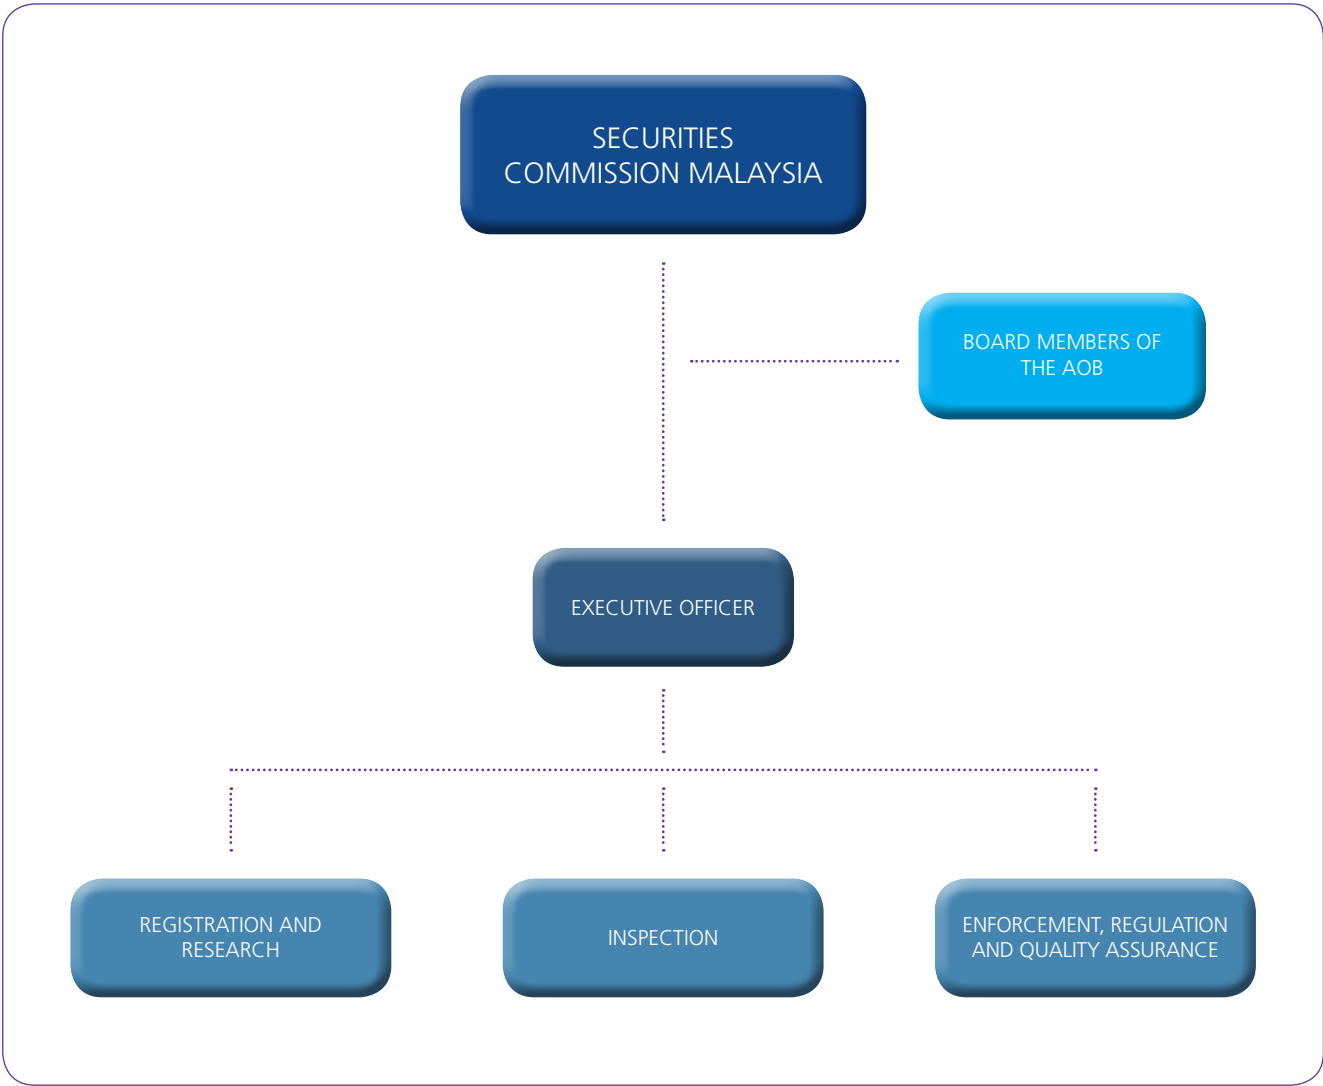 SECURITIES
COMMISSION MALAYSIA
BOARD MEMBERS OF
THE AOB
EXECUTIVE OFFICER
REGISTRATION AND
RESEARCH
INSPECTION
ENFORCEMENT, REGULATION
AND QUALITY ASSURANCE